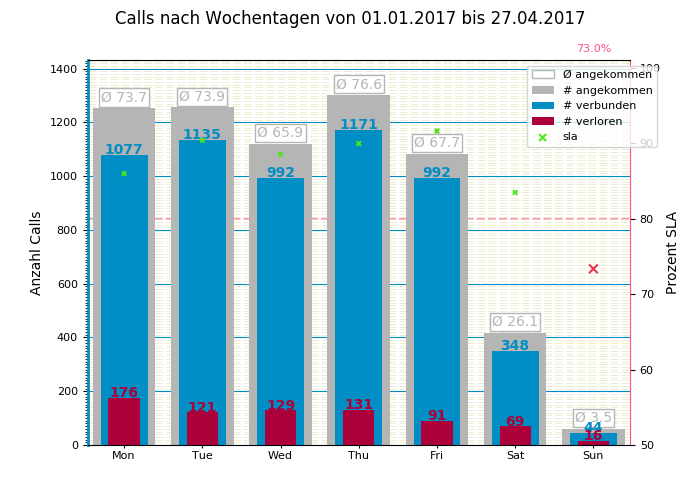 Calls nach Wochentagen von 01.01.2017 bis 27.04.2017
73.0%
Ø angekommen
# angekommen
# verbunden
# verloren
sla
Anzahl Calls
Prozent SLA
1400
1200
1000
800
600
400
200
0
100
90
80
70
60
50
Ø 73.7
Ø 73.9
Ø 65.9
Ø 76.6
Ø 67.7
Ø 26.1
Ø 3.5
1077
1135
992
1171
992
348
44
176
121
129
131
91
69
16
Mon Tue Wed Thu Fri Sat Sun